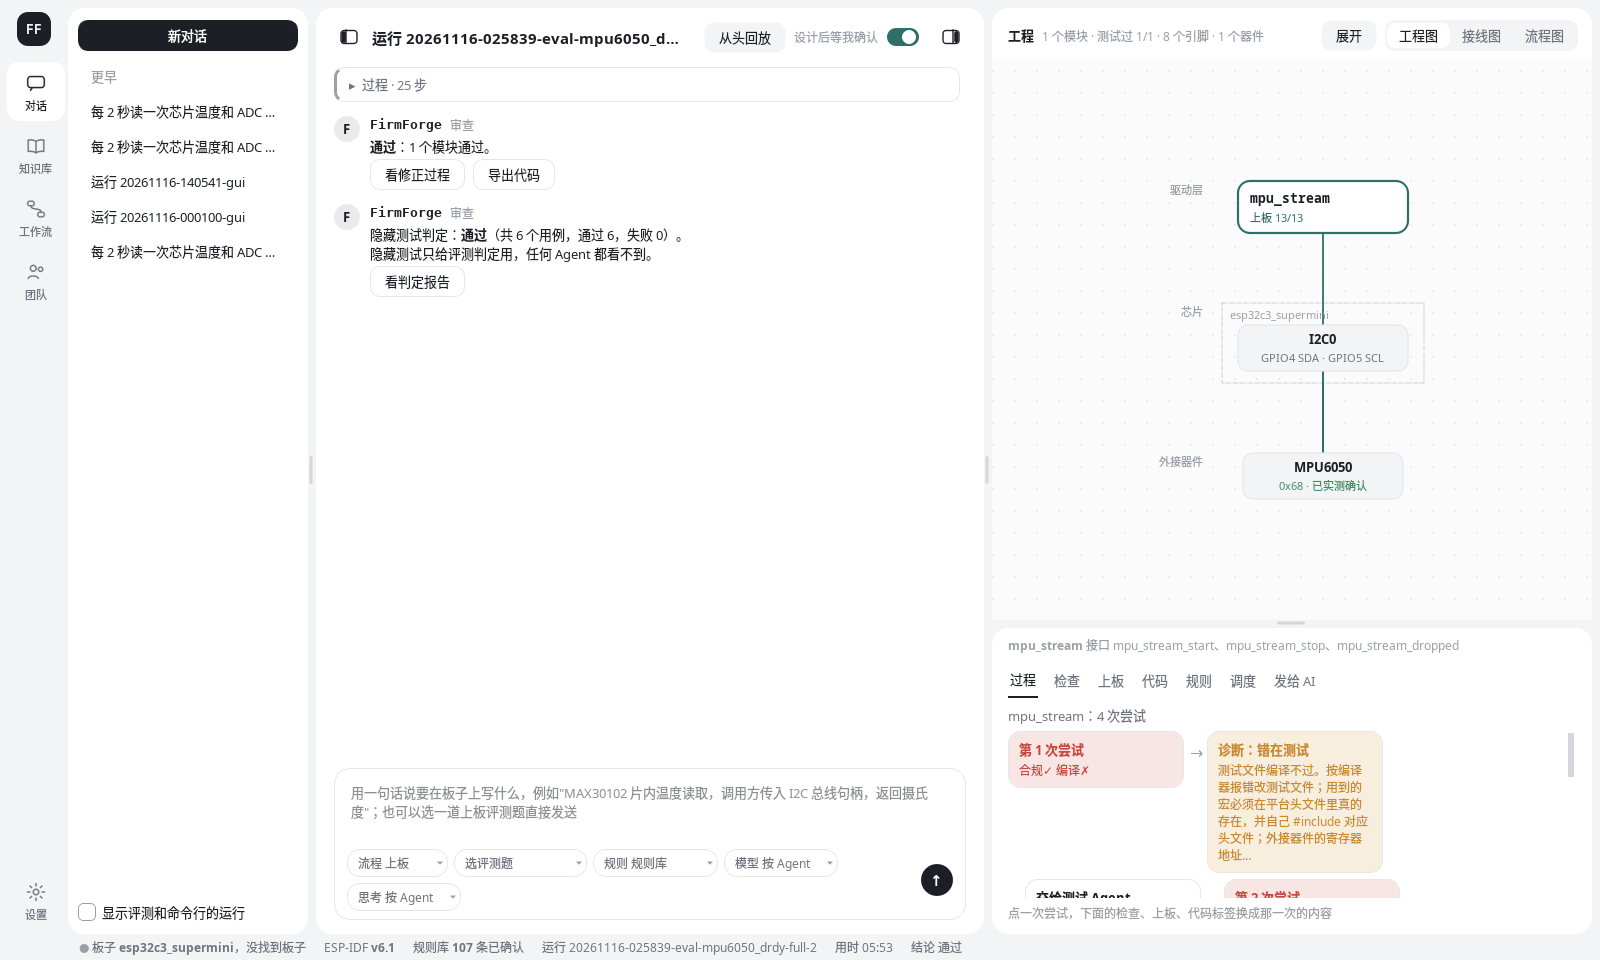 FF
对话
知识库
工作流
团队
设置
新对话
更早
每 2 秒读一次芯片温度和 ADC ...
每 2 秒读一次芯片温度和 ADC ...
运行 20261116-140541-gui
运行 20261116-000100-gui
每 2 秒读一次芯片温度和 ADC ...
显示评测和命令行的运行
运行 20261116-025839-eval-mpu6050_d...
从头回放
设计后等我确认
▸ 过程 · 25 步
F
FirmForge 审查
通过：1 个模块通过。
看修正过程
导出代码
F
FirmForge 审查
隐藏测试判定：通过（共 6 个用例，通过 6，失败 0）。
隐藏测试只给评测判定用，任何 Agent 都看不到。
看判定报告
用一句话说要在板子上写什么，例如"MAX30102 片内温度读取，调用方传入 I2C 总线句柄，返回摄氏
度"；也可以选一道上板评测题直接发送
流程 上板
选评测题
规则 规则库
模型 按 Agent
思考 按 Agent
↑
工程 1 个模块 · 测试过 1/1 · 8 个引脚 · 1 个器件
展开
工程图
接线图
流程图
驱动层
mpu_stream
上板 13/13
芯片
esp32c3_supermini
I2C0
GPIO4 SDA · GPIO5 SCL
外接器件
MPU6050
0x68 · 已实测确认
mpu_stream 接口 mpu_stream_start、mpu_stream_stop、mpu_stream_dropped
过程 检查 上板 代码 规则 调度 发给 AI
mpu_stream：4 次尝试
第 1 次尝试
合规✓ 编译✗
→
诊断：错在测试
测试文件编译不过。按编译
器报错改测试文件；用到的
宏必须在平台头文件里真的
存在，并自己 #include 对应
头文件；外接器件的寄存器
地址...
交给测试 Agent
第 2 次尝试
点一次尝试，下面的检查、上板、代码标签换成那一次的内容
板子 esp32c3_supermini，没找到板子
ESP-IDF v6.1
规则库 107 条已确认
运行 20261116-025839-eval-mpu6050_drdy-full-2
用时 05:53
结论 通过